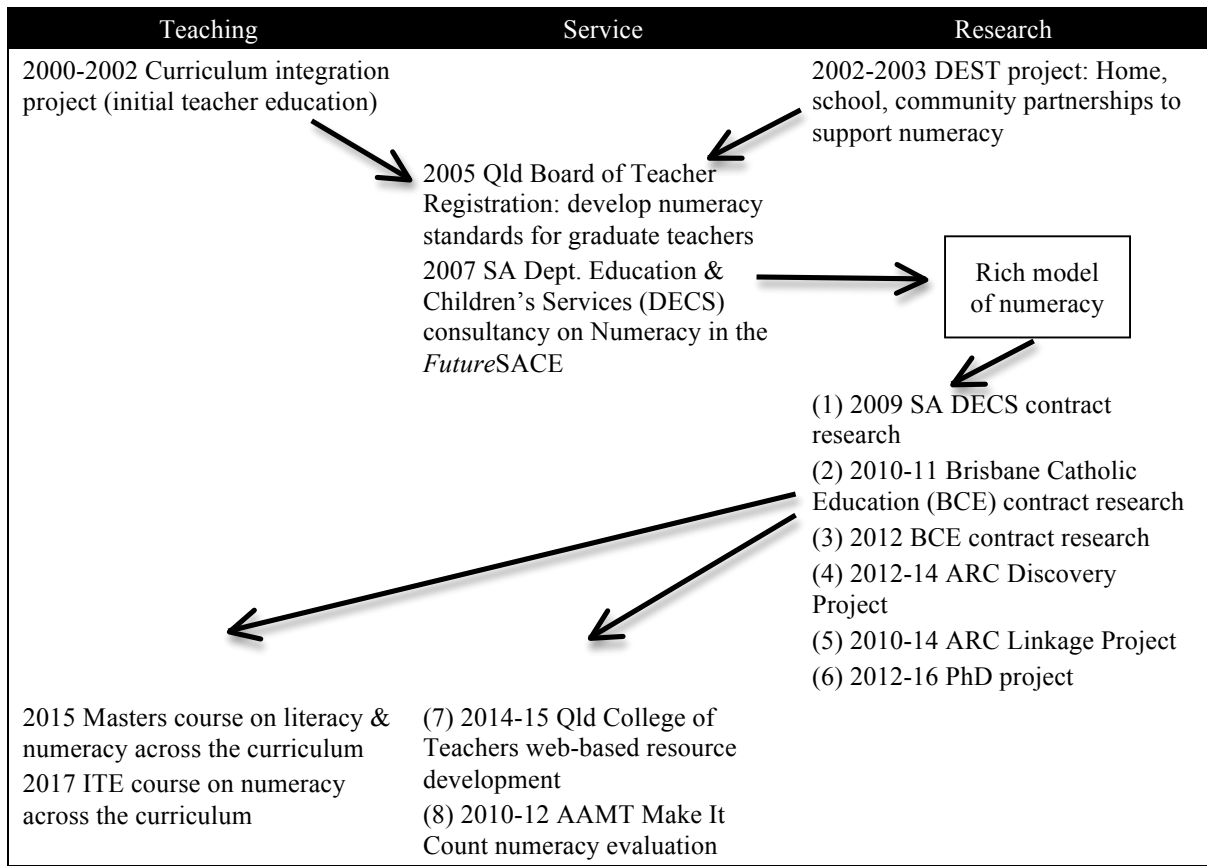 Teaching
Service
Research
2000-2002 Curriculum integration
project (initial teacher education)
2002-2003 DEST project: Home,
school, community partnerships to
support numeracy
2005 Qld Board of Teacher
Registration: develop numeracy
standards for graduate teachers
2007 SA Dept. Education &
Children’s Services (DECS)
consultancy on Numeracy in the
FutureSACE
Rich model
of numeracy
(1) 2009 SA DECS contract
research
(2) 2010-11 Brisbane Catholic
Education (BCE) contract research
(3) 2012 BCE contract research
(4) 2012-14 ARC Discovery
Project
(5) 2010-14 ARC Linkage Project
(6) 2012-16 PhD project
2015 Masters course on literacy &
numeracy across the curriculum
2017 ITE course on numeracy
across the curriculum
(7) 2014-15 Qld College of
Teachers web-based resource
development
(8) 2010-12 AAMT Make It
Count numeracy evaluation